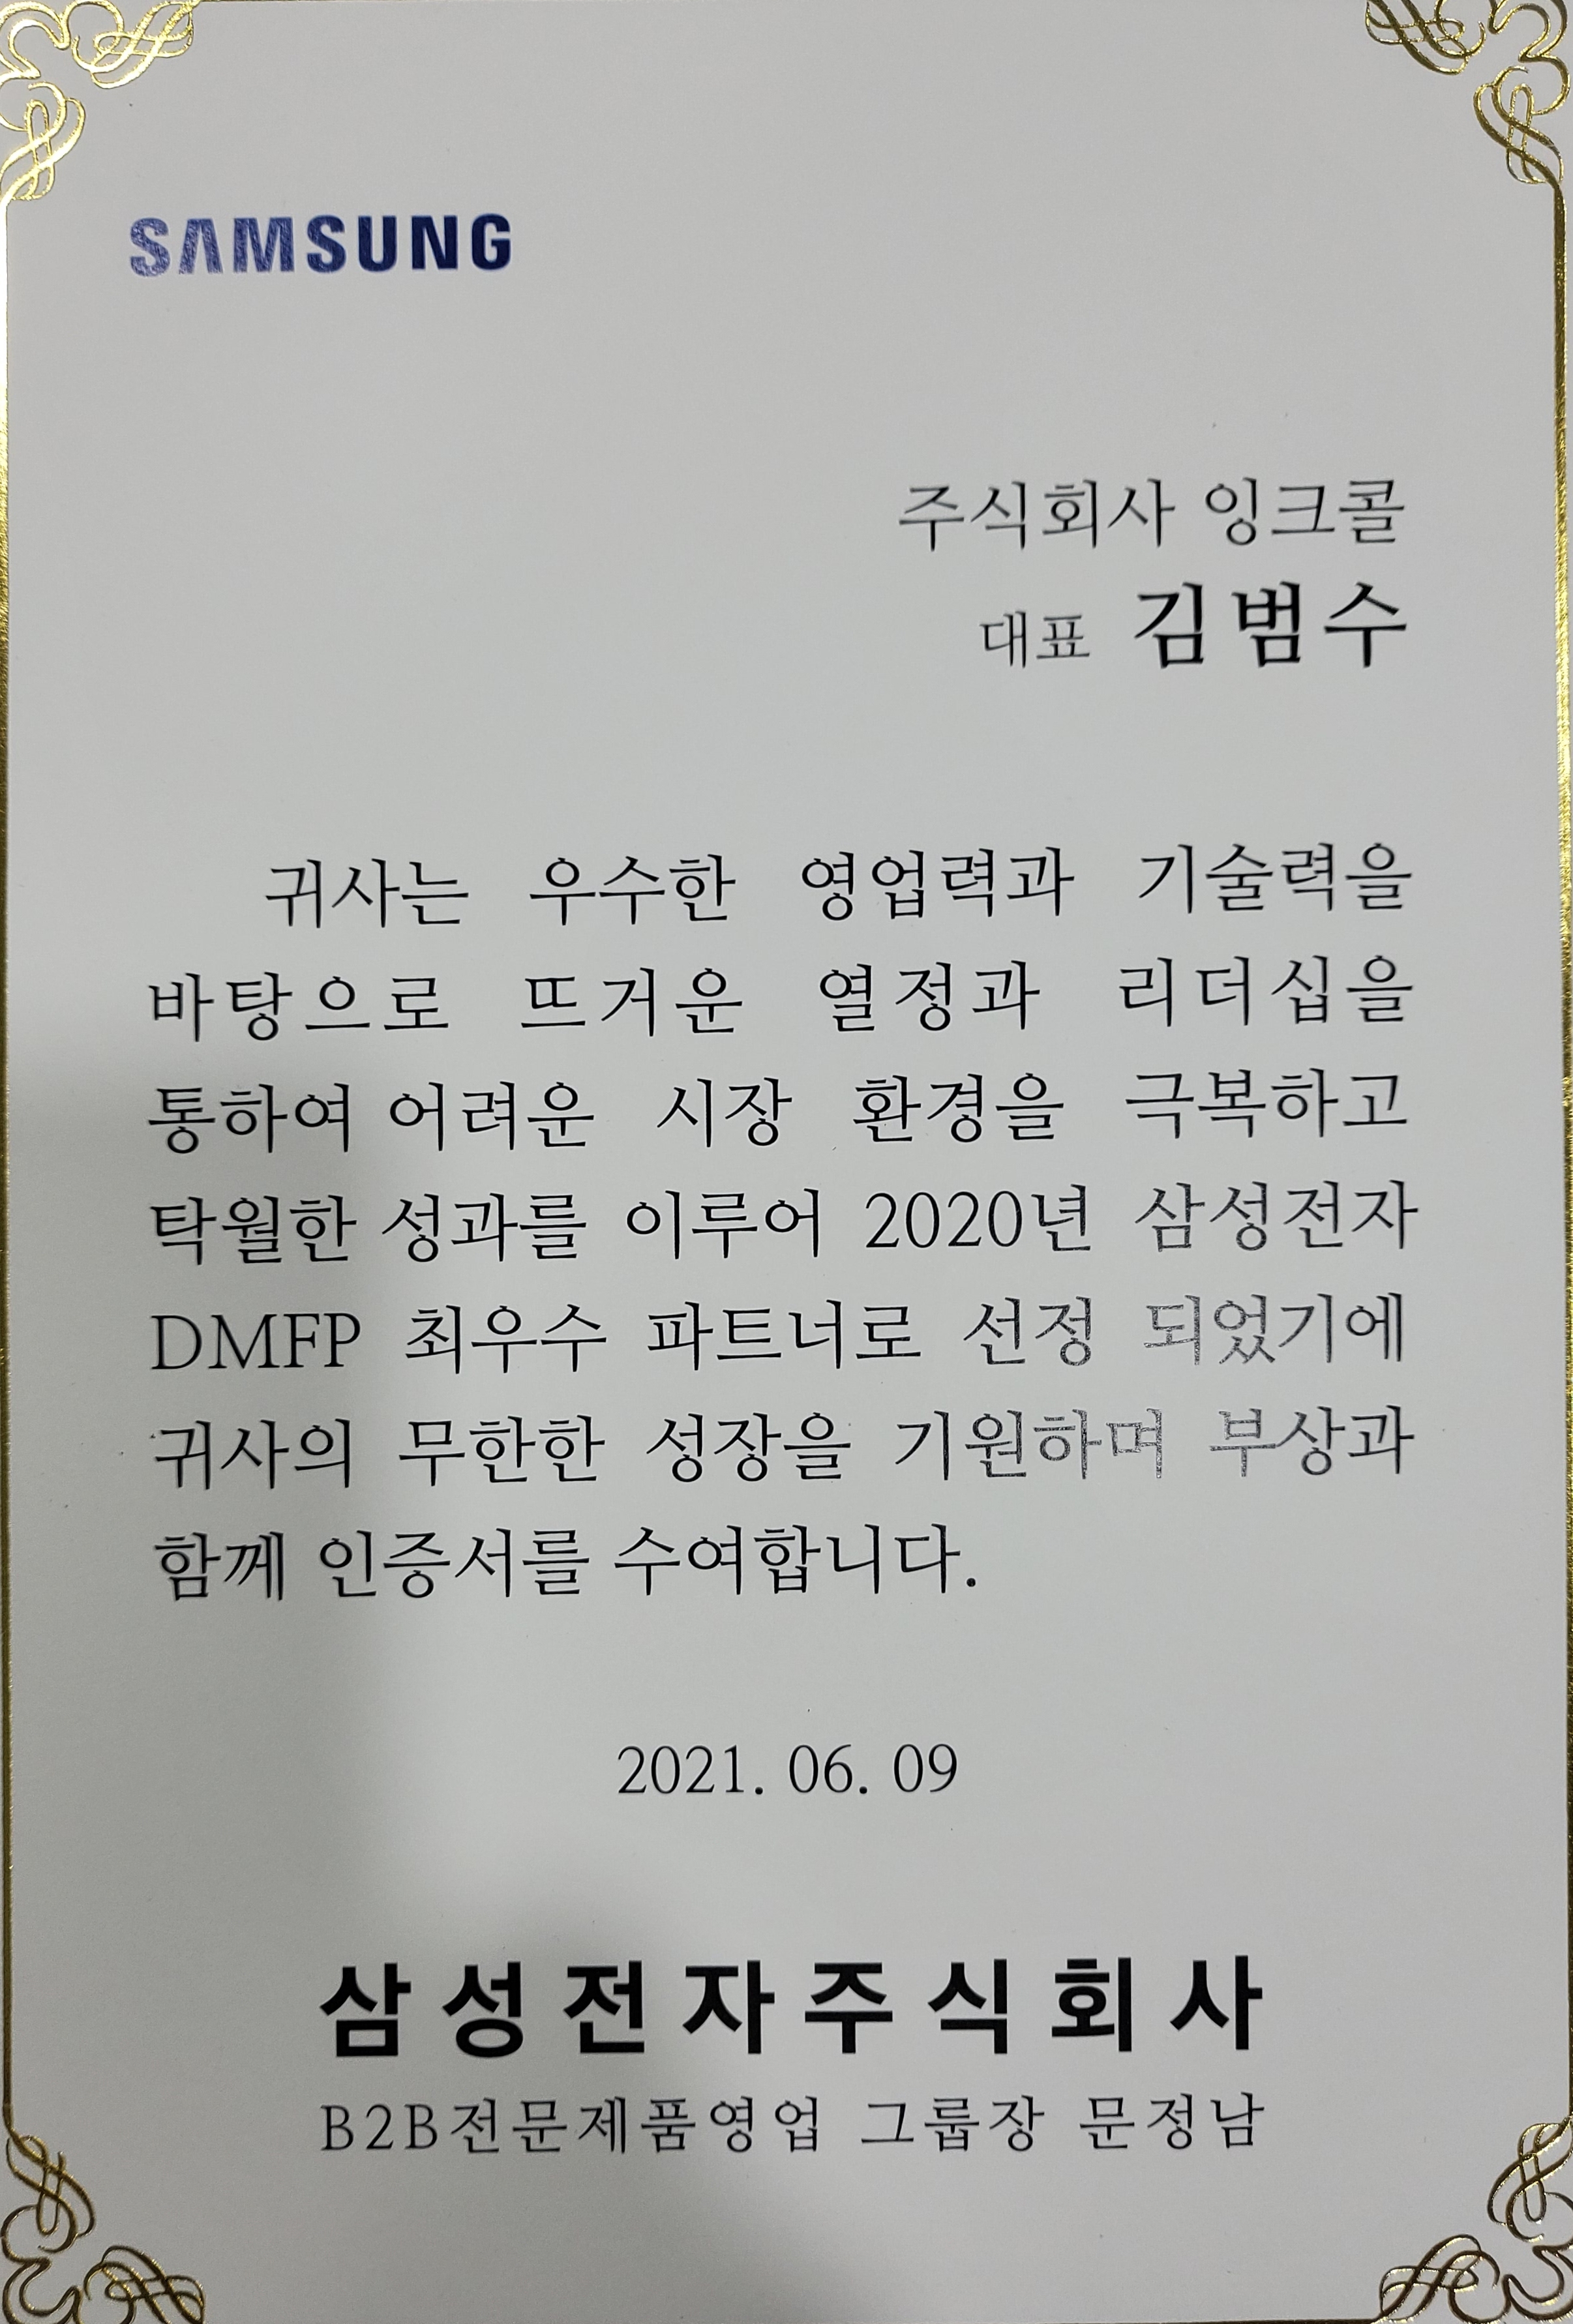 SAMSUNG
주식회사 잉크콜
대표 김범수
귀사는 우수한 영업력과 기술력을
바탕으로 뜨거운 열정과 리더십을
통하여 어려운 시장 환경을 극복하고
탁월한 성과를 이루어 2020년 삼성전자
DMFP 최우수 파트너로 선정 되었기에
귀사의 무한한 성장을 기원하며 부상과
함께 인증서를 수여합니다.
2021. 06. 09
삼성전자주식회사
B2B전문제품영업 그룹장 문정남